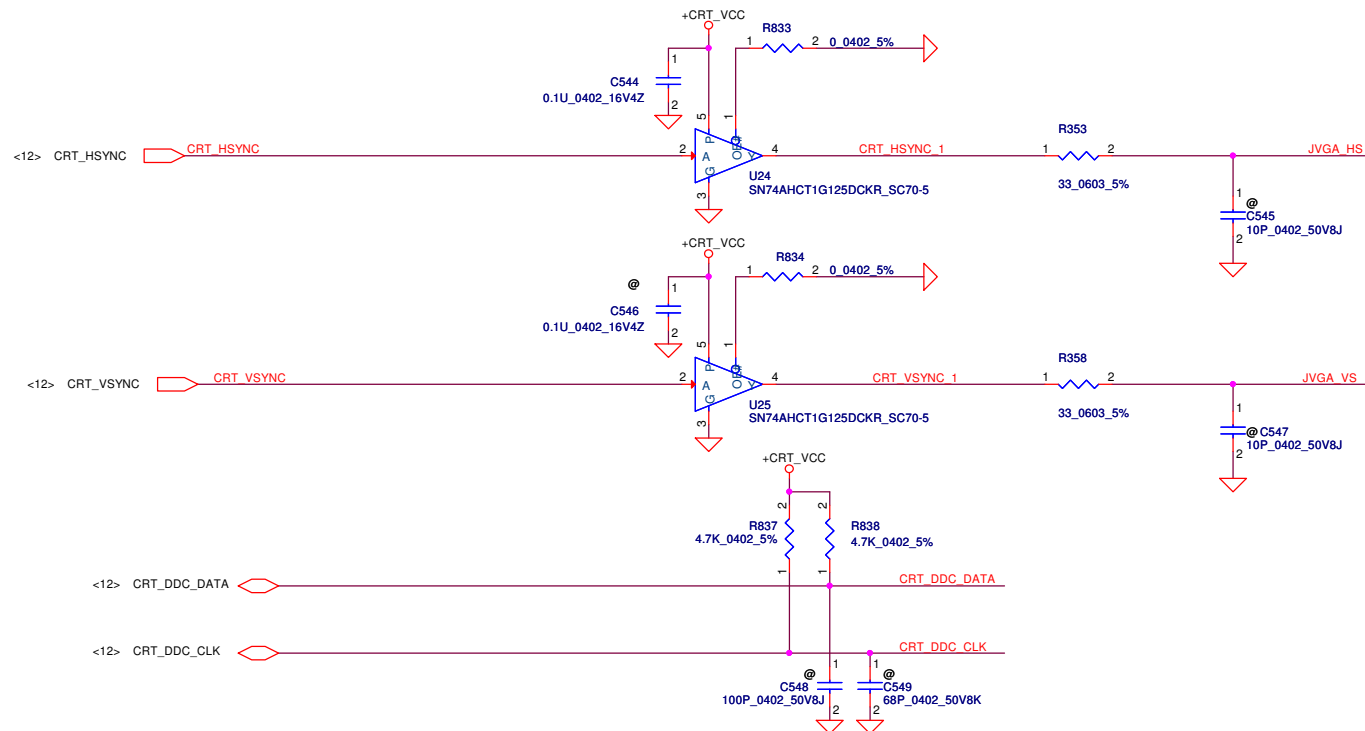 +CRT_VCC
R833
1 2 0_0402_5%
C544
0.1U_0402_16V4Z
1
2
5
1
<12> CRT_HSYNC
CRT_HSYNC
2
P
A
G
Y
4
3
U24
SN74AHCT1G125DCKR_SC70-5
CRT_HSYNC_1
R353
1 2
33_0603_5%
JVGA_HS
1
@
C545
10P_0402_50V8J
2
+CRT_VCC
R834
1 2 0_0402_5%
@
C546
0.1U_0402_16V4Z
1
2
5
1
<12> CRT_VSYNC
CRT_VSYNC
2
P
A
G
Y
4
3
U25
SN74AHCT1G125DCKR_SC70-5
CRT_VSYNC_1
R358
1 2
33_0603_5%
JVGA_VS
1
@ C547
10P_0402_50V8J
2
+CRT_VCC
2 2
R837
4.7K_0402_5%
R838
4.7K_0402_5%
1 1
<12> CRT_DDC_DATA
CRT_DDC_DATA
<12> CRT_DDC_CLK
CRT_DDC_CLK
1
@
C548
100P_0402_50V8J
2
1
@
C549
68P_0402_50V8K
2